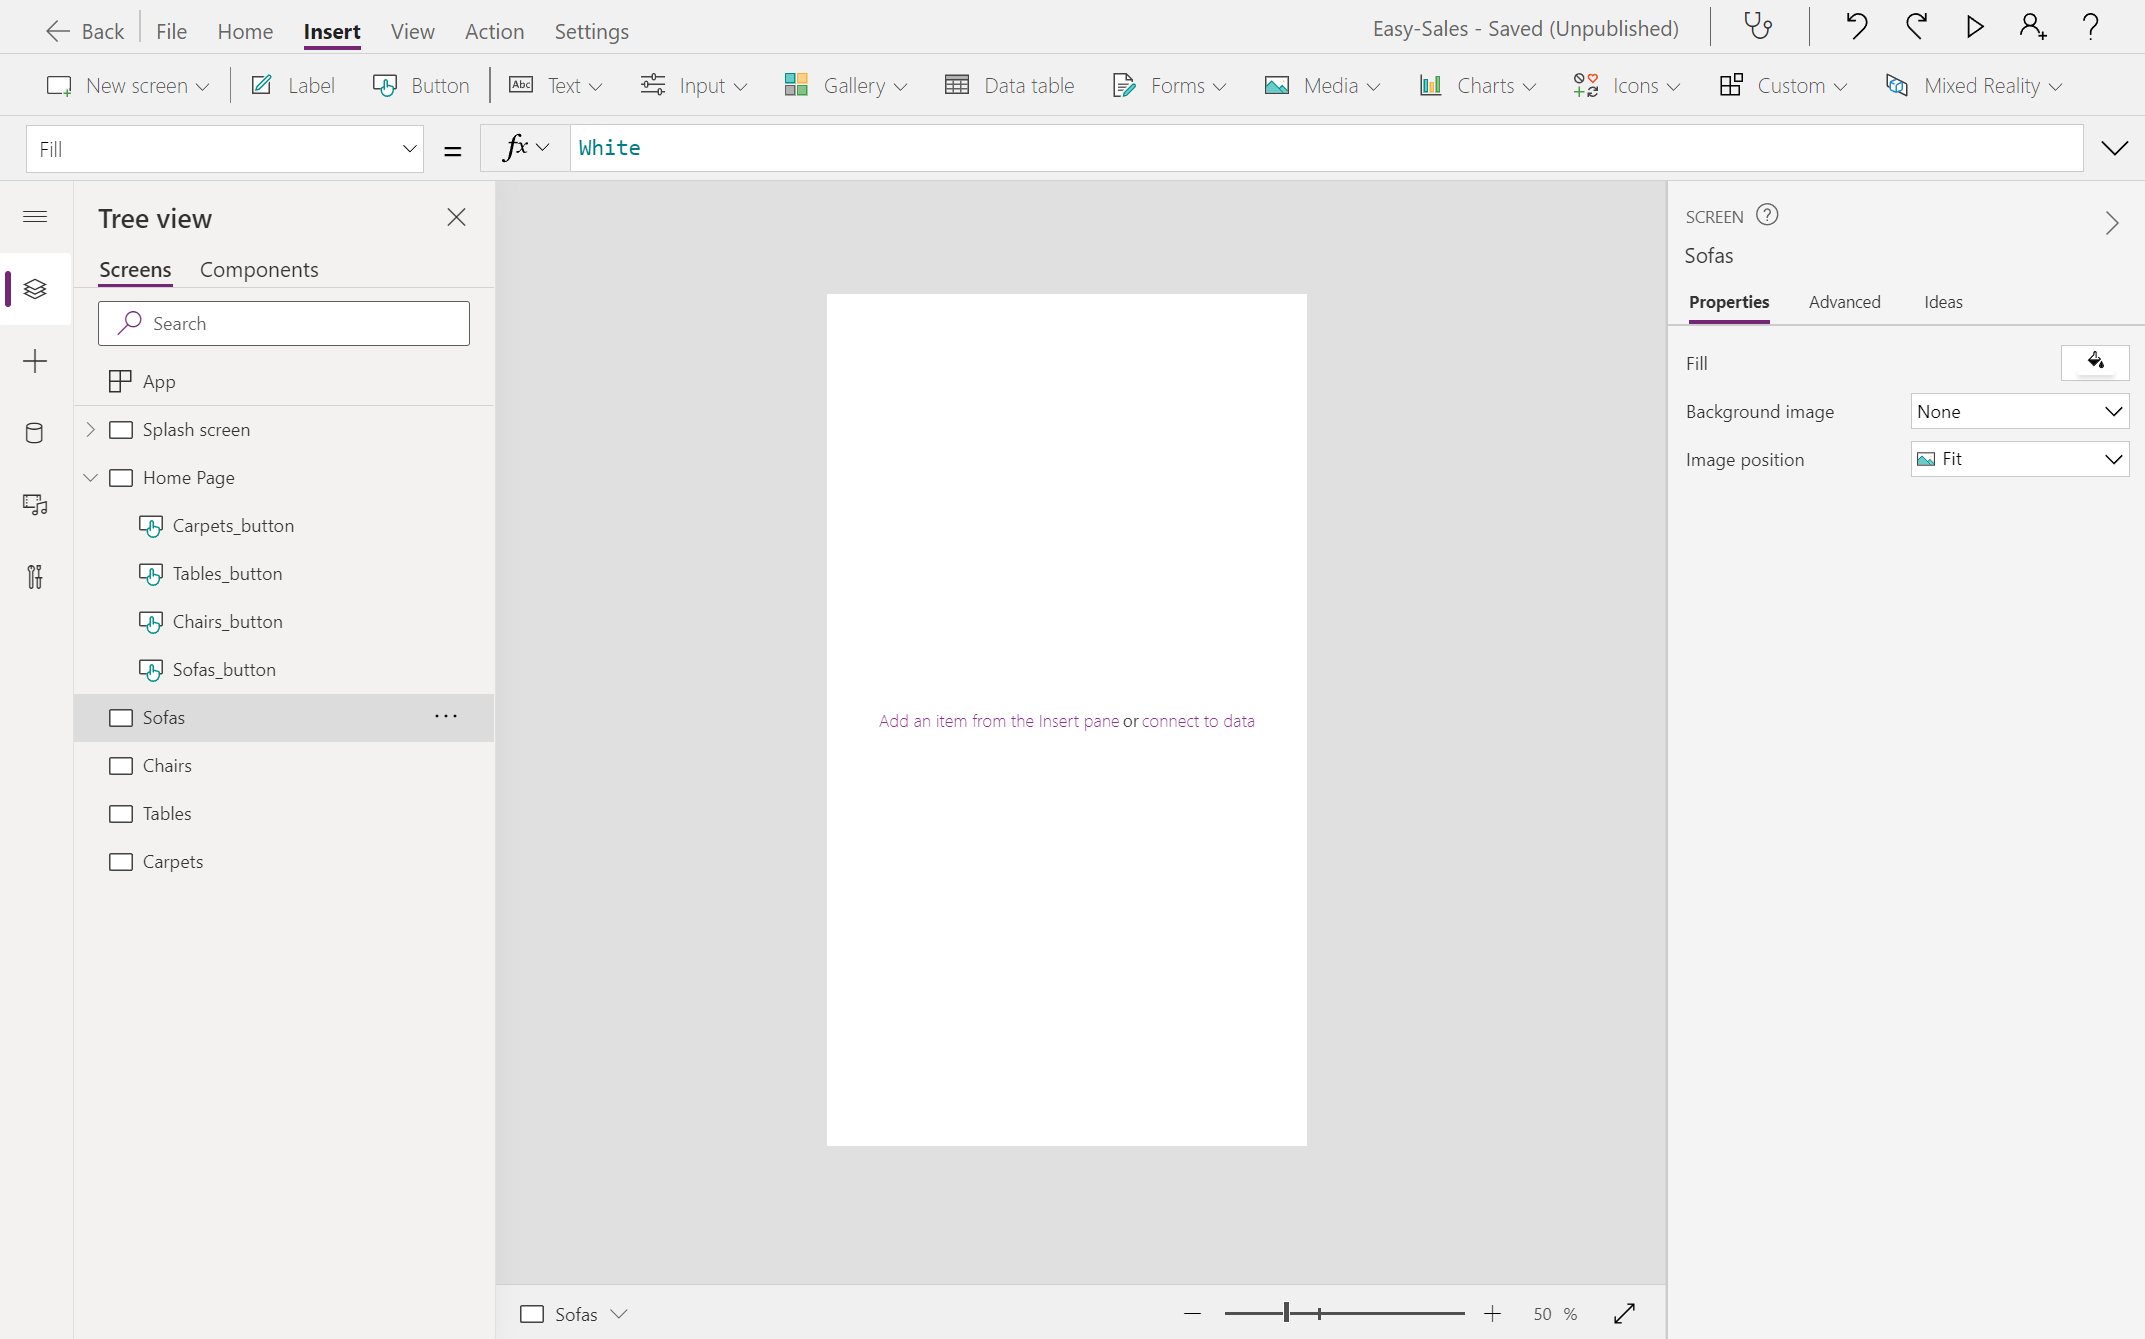 Back File Home Insert View Action Settings Easy-Sales - Saved (Unpublished)
New screen Label Button Abc Text Input Gallery Data table Forms Media Charts Icons Custom Mixed Reality
Fill = fx White
Tree view
Screens Components
Search
App
Splash screen
Home Page
Carpets_button
Tables_button
Chairs_button
Sofas_button
Sofas
Chairs
Tables
Carpets
Add an item from the Insert pane or connect to data
SCREEN
Sofas
Properties Advanced Ideas
Fill
Background image None
Image position Fit
Sofas 50 %